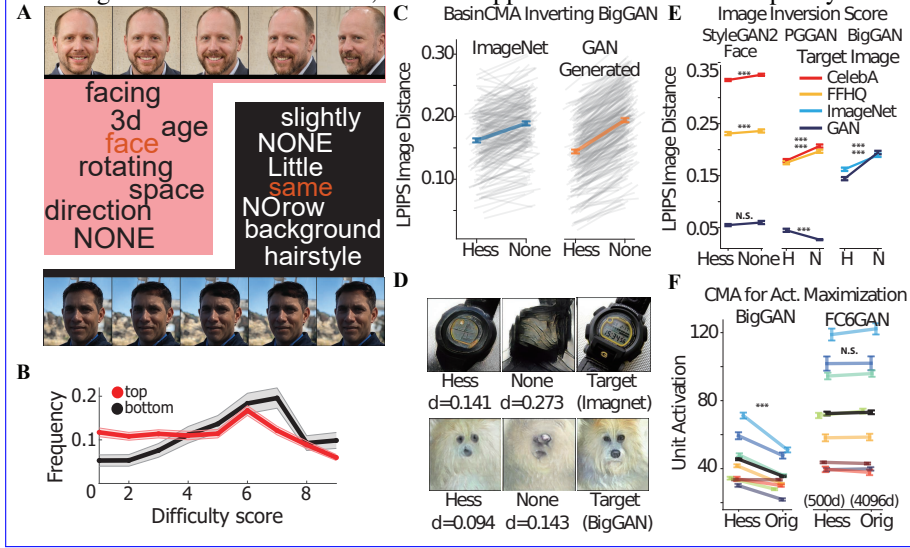 A
facing
3d
age
face
rotating
space
direction
NONE
slightly
NONE
Little
same
NOrow
background
hairstyle
B
Frequency
0.2
0.1
0
top
bottom
2
4
6
8
Difficulty score
C
BasinCMA Inverting BigGAN
ImageNet
GAN
Generated
LPIPS Image Distance
0.30
0.20
0.10
Hess None
Hess None
D
Hess
d=0.141
None
d=0.273
Target
(Imagnet)
Hess
d=0.094
None
d=0.143
Target
(BigGAN)
E
Image Inversion Score
StyleGAN2 PGGAN BigGAN
Face
Target Image
CelebA
FFHQ
ImageNet
GAN
LPIPS Image Distance
0.35
0.25
0.15
0.05
***
***
N.S.
***
***
***
***
***
Hess None H N H N
F
CMA for Act. Maximization
BigGAN
FC6GAN
Unit Activation
120
80
40
***
N.S.
(500d) (4096d)
Hess Orig Hess Orig